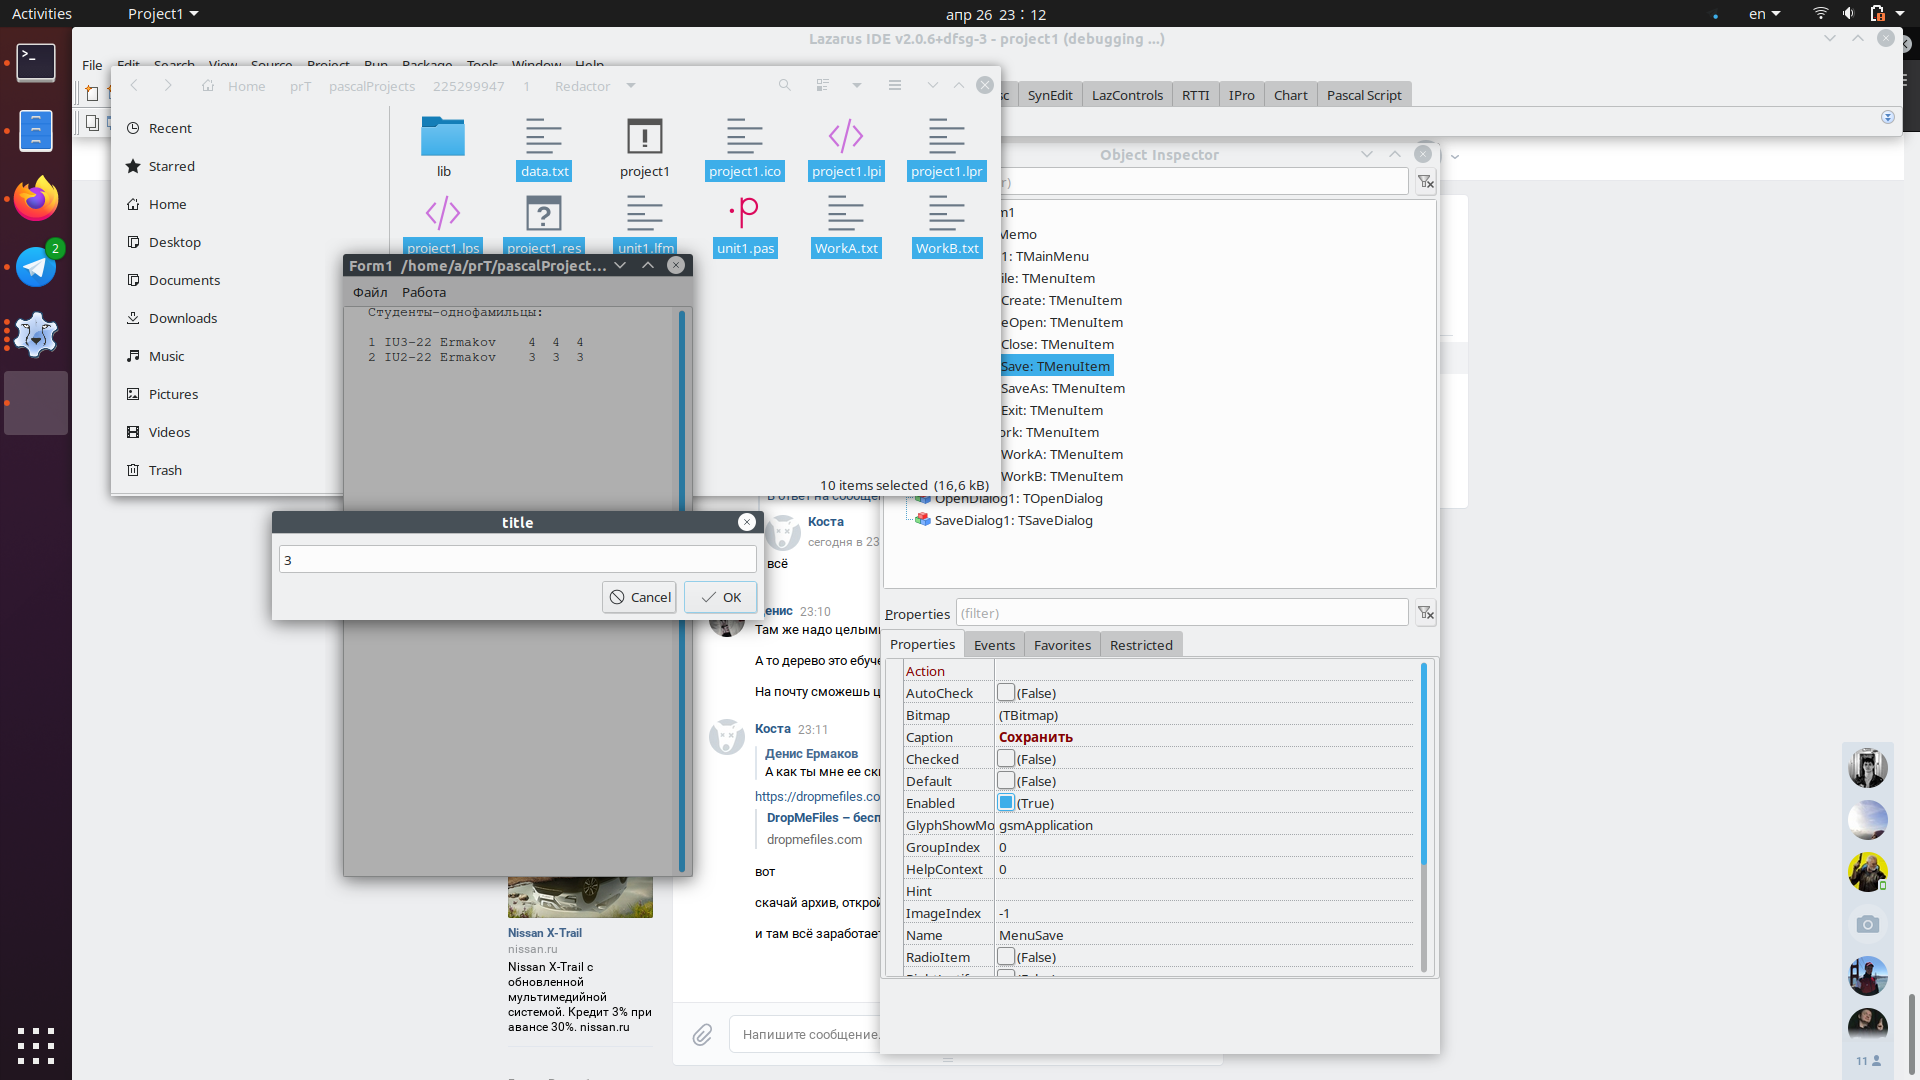 Activities
Project1
апр 26 23 : 12
en
Lazarus IDE v2.0.6+dfsg-3 - project1 (debugging ...)
File Edit Search View Source Project Run Package Tools Window Help
SynEdit LazControls RTTI IPro Chart Pascal Script
Home prT pascalProjects 225299947 1 Redactor
Recent
Starred
Home
Desktop
Documents
Downloads
Music
Pictures
Videos
Trash
lib data.txt project1 project1.ico project1.lpi project1.lpr
project1.lps project1.res unit1.lfm unit1.pas WorkA.txt WorkB.txt
10 items selected (16,6 kB)
2
Form1 /home/a/prT/pascalProject...
Файл Работа
Студенты-однофамильцы:
1 IU3-22 Ermakov 4 4 4
2 IU2-22 Ermakov 3 3 3
title
3
Cancel
OK
Object Inspector
Memo
1: TMainMenu
ile: TMenuItem
Create: TMenuItem
eOpen: TMenuItem
Close: TMenuItem
Save: TMenuItem
SaveAs: TMenuItem
Exit: TMenuItem
ork: TMenuItem
WorkA: TMenuItem
WorkB: TMenuItem
OpenDialog1: TOpenDialog
SaveDialog1: TSaveDialog
Properties (filter)
Properties Events Favorites Restricted
Action
AutoCheck (False)
Bitmap (TBitmap)
Caption Сохранить
Checked (False)
Default (False)
Enabled (True)
GlyphShowMo gsmApplication
GroupIndex 0
HelpContext 0
Hint
ImageIndex -1
Name MenuSave
RadioItem (False)
В ответ на сообщен
Коста
сегодня в 23
всё
енис 23:10
Там же надо целым
А то дерево это ебуче
На почту сможешь ц
Коста 23:11
Денис Ермаков
А как ты мне ее ски
https://dropmefiles.co
DropMeFiles – бесп
dropmefiles.com
вот
скачай архив, открой
и там всё заработает
Напишите сообщение.
Nissan X-Trail
nissan.ru
Nissan X-Trail с
обновленной
мультимедийной
системой. Кредит 3% при
авансе 30%. nissan.ru
11